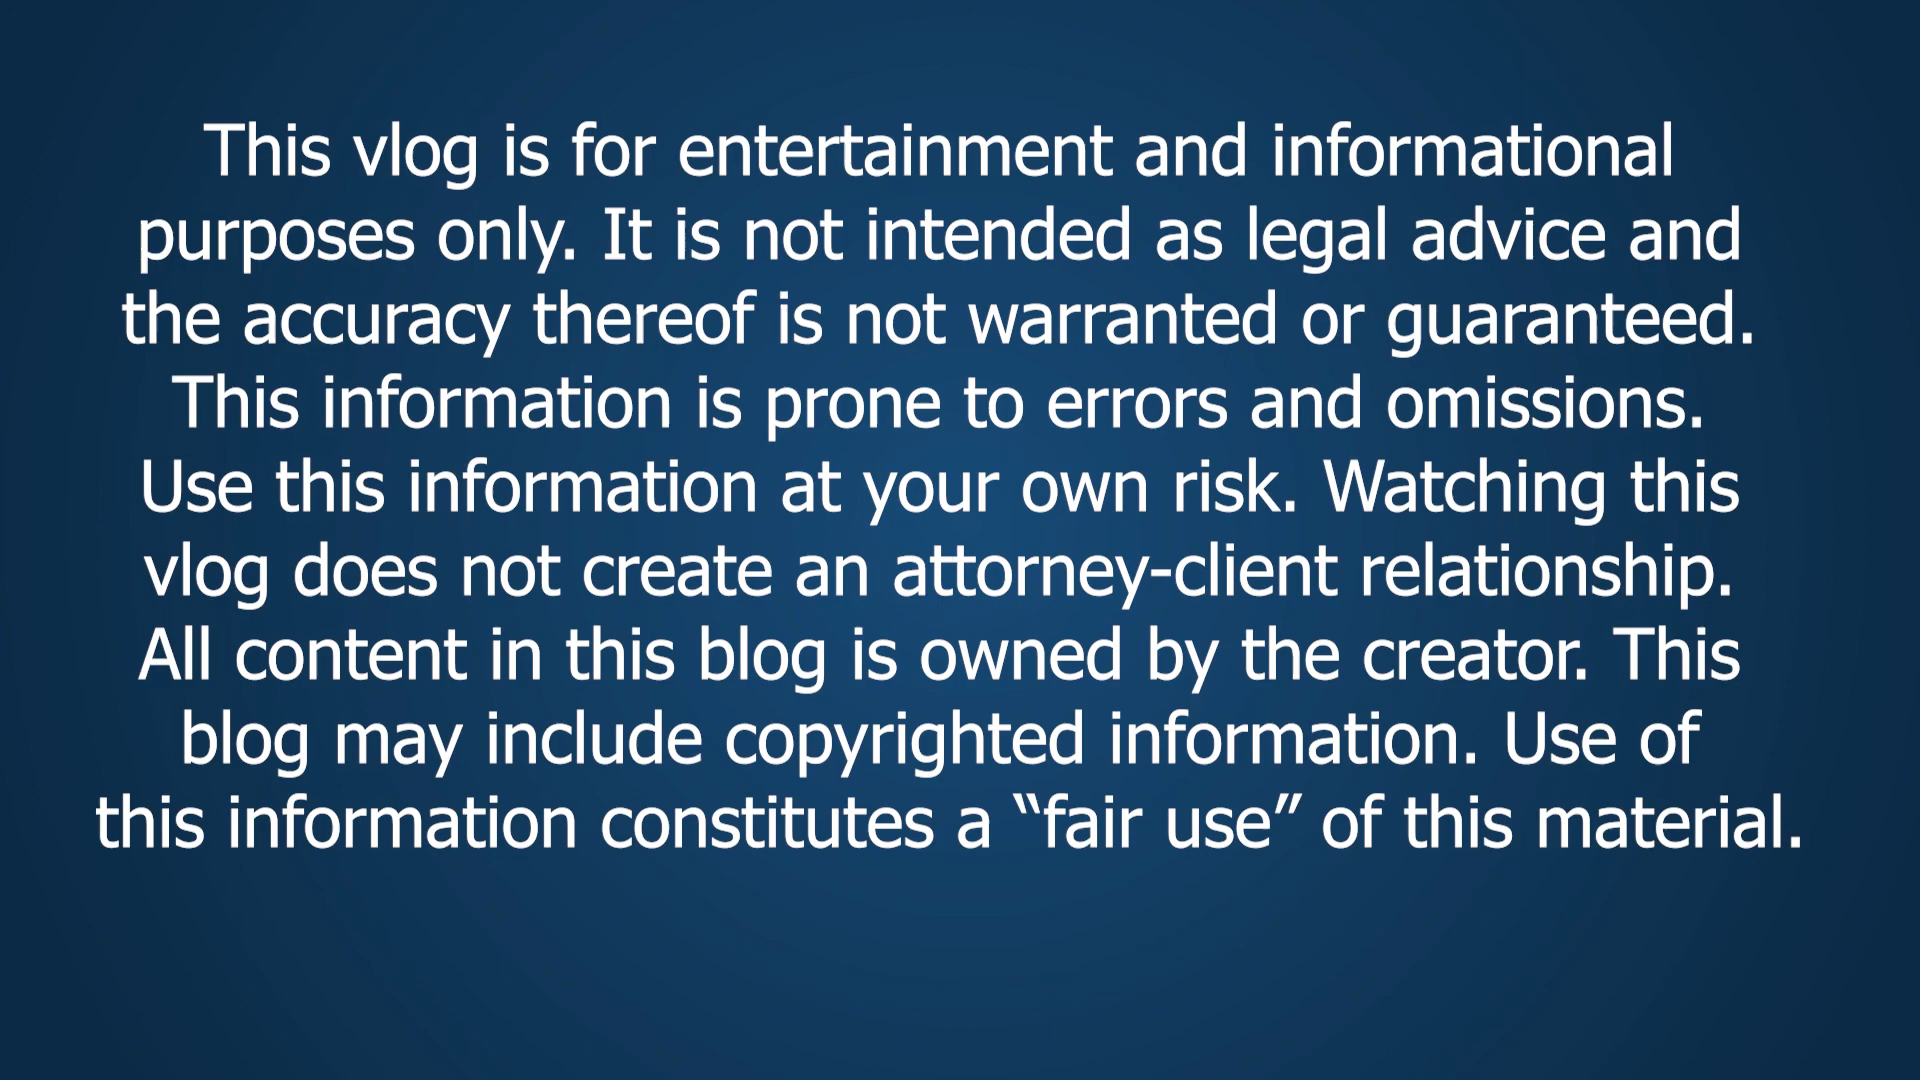 This vlog is for entertainment and informational
purposes only. It is not intended as legal advice and
the accuracy thereof is not warranted or guaranteed.
This information is prone to errors and omissions.
Use this information at your own risk. Watching this
vlog does not create an attorney-client relationship.
All content in this blog is owned by the creator. This
blog may include copyrighted information. Use of
this information constitutes a “fair use” of this material.